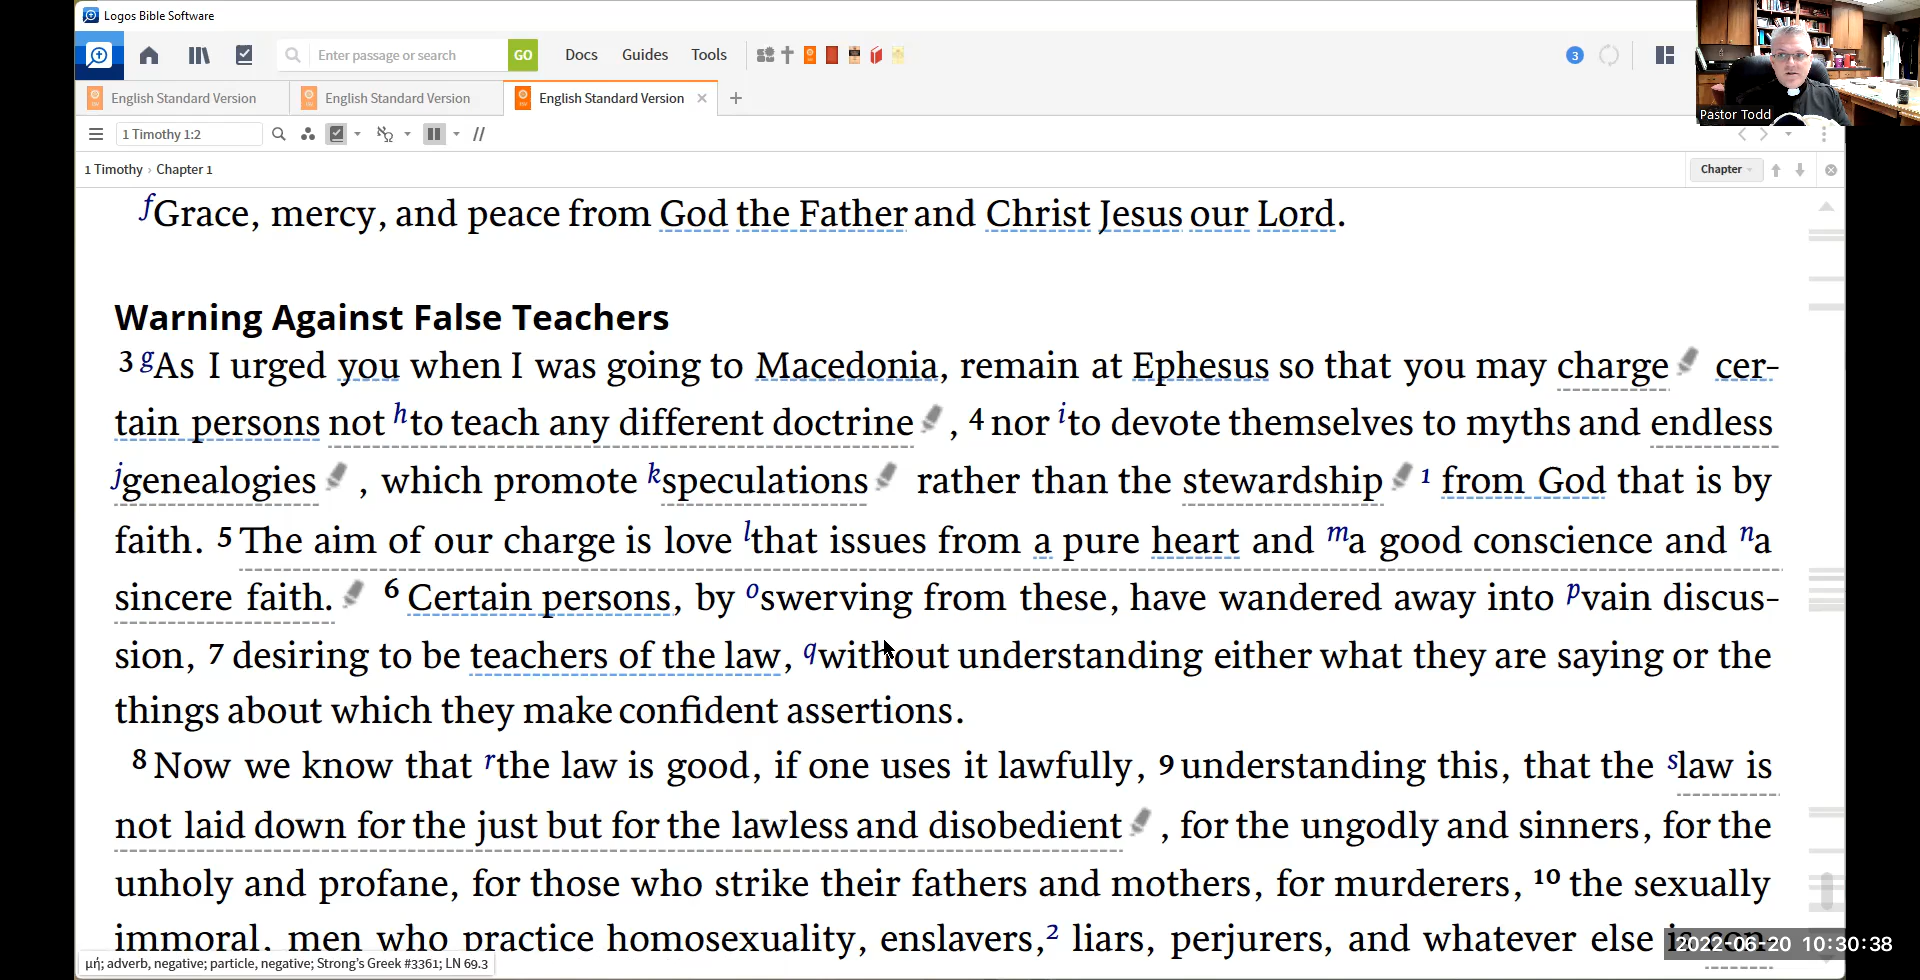 Logos Bible Software
Enter passage or search GO Docs Guides Tools 3
English Standard Version English Standard Version English Standard Version
Pastor Todd
1 Timothy 1:2
1 Timothy › Chapter 1 Chapter
fGrace, mercy, and peace from God the Father and Christ Jesus our Lord.
Warning Against False Teachers
3 gAs I urged you when I was going to Macedonia, remain at Ephesus so that you may charge cer-
tain persons not hto teach any different doctrine , 4 nor ito devote themselves to myths and endless
jgenealogies , which promote kspeculations rather than the stewardship 1 from God that is by
faith. 5 The aim of our charge is love lthat issues from a pure heart and ma good conscience and na
sincere faith. 6 Certain persons, by oswerving from these, have wandered away into pvain discus-
sion, 7 desiring to be teachers of the law, qwithout understanding either what they are saying or the
things about which they make confident assertions.
8 Now we know that rthe law is good, if one uses it lawfully, 9 understanding this, that the slaw is
not laid down for the just but for the lawless and disobedient , for the ungodly and sinners, for the
unholy and profane, for those who strike their fathers and mothers, for murderers, 10 the sexually
immoral, men who practice homosexuality, enslavers,2 liars, perjurers, and whatever else is con-
μή; adverb, negative; particle, negative; Strong's Greek #3361; LN 69.3
2022-06-20 10:30:38